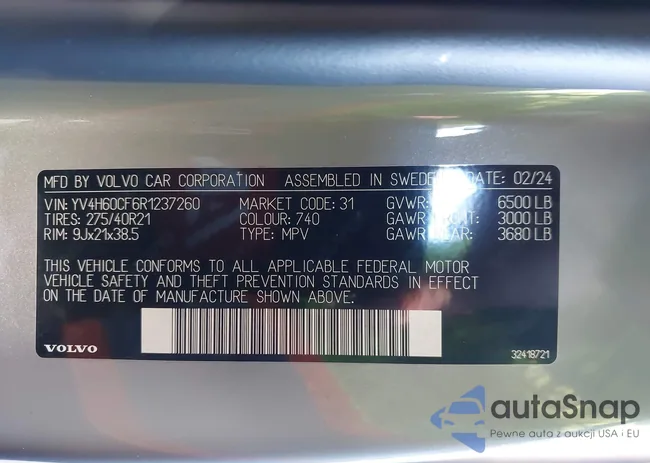 MFD BY VOLVO CAR CORPORATION ASSEMBLED IN SWEDEN DATE: 02/24
VIN: YV4H60CF6R1237260 MARKET CODE: 31 GVWR: 6500 LB
TIRES: 275/40R21 COLOUR: 740 GAWR FRONT: 3000 LB
RIM: 9Jx21x38.5 TYPE: MPV GAWR REAR: 3680 LB
THIS VEHICLE CONFORMS TO ALL APPLICABLE FEDERAL MOTOR
VEHICLE SAFETY AND THEFT PREVENTION STANDARDS IN EFFECT
ON THE DATE OF MANUFACTURE SHOWN ABOVE.
VOLVO 32418721
autaSnap
Pewne auta z aukcji USA i EU